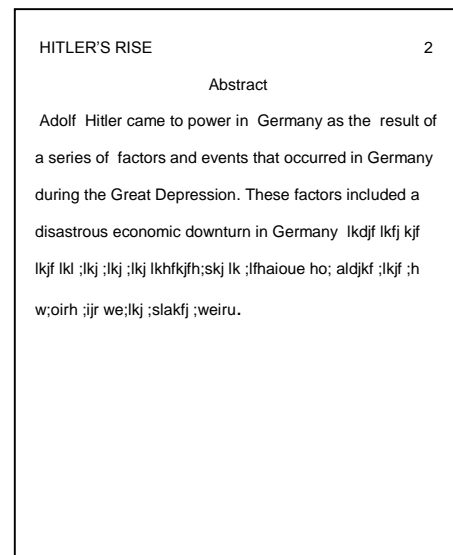 HITLER'S RISE 2
Abstract
Adolf Hitler came to power in Germany as the result of
a series of factors and events that occurred in Germany
during the Great Depression. These factors included a
disastrous economic downturn in Germany lkdjf lkfj kjf
lkjf lkl ;lkj ;lkj ;lkj lkhfkjfh;skj lk ;lfhaioue ho; aldjkf ;lkjf ;h
w;oirh ;ijr we;lkj ;slakfj ;weiru.